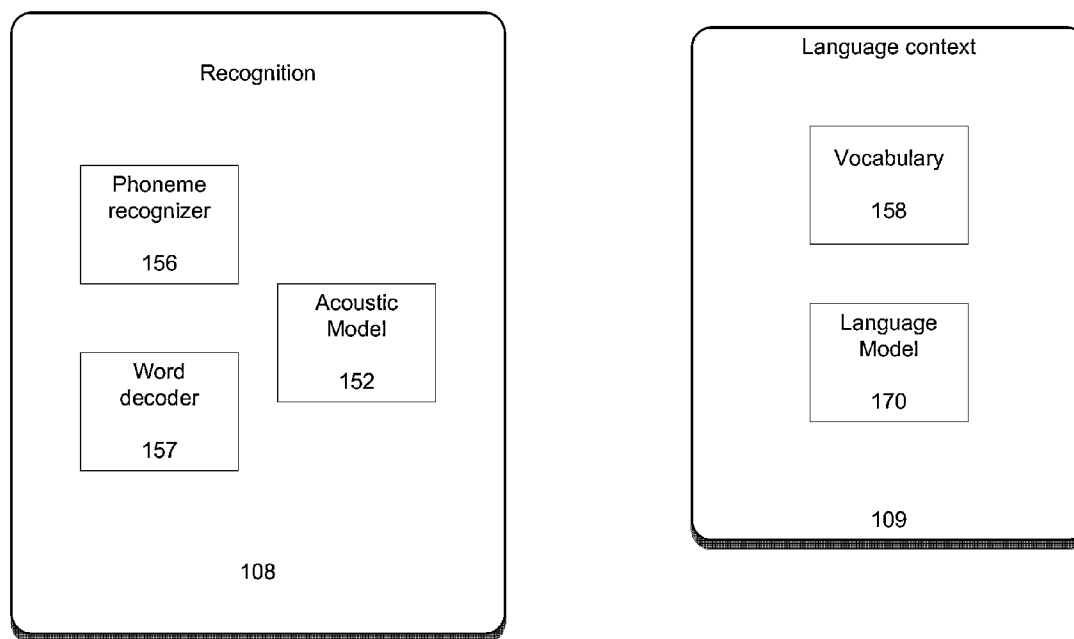 Recognition
Phoneme
recognizer
156
Acoustic
Model
152
Word
decoder
157
108
Language context
Vocabulary
158
Language
Model
170
109